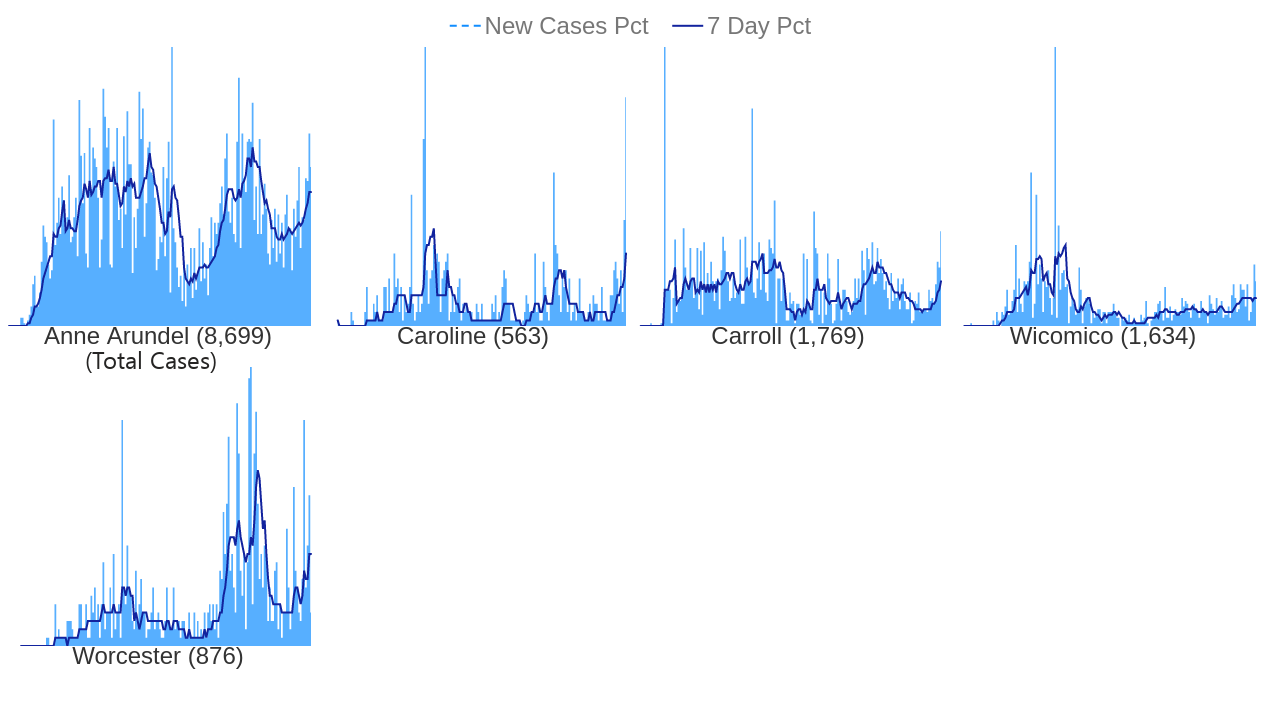 New Cases Pct 7 Day Pct
Anne Arundel (8,699)
(Total Cases)
Caroline (563)
Carroll (1,769)
Wicomico (1,634)
Worcester (876)